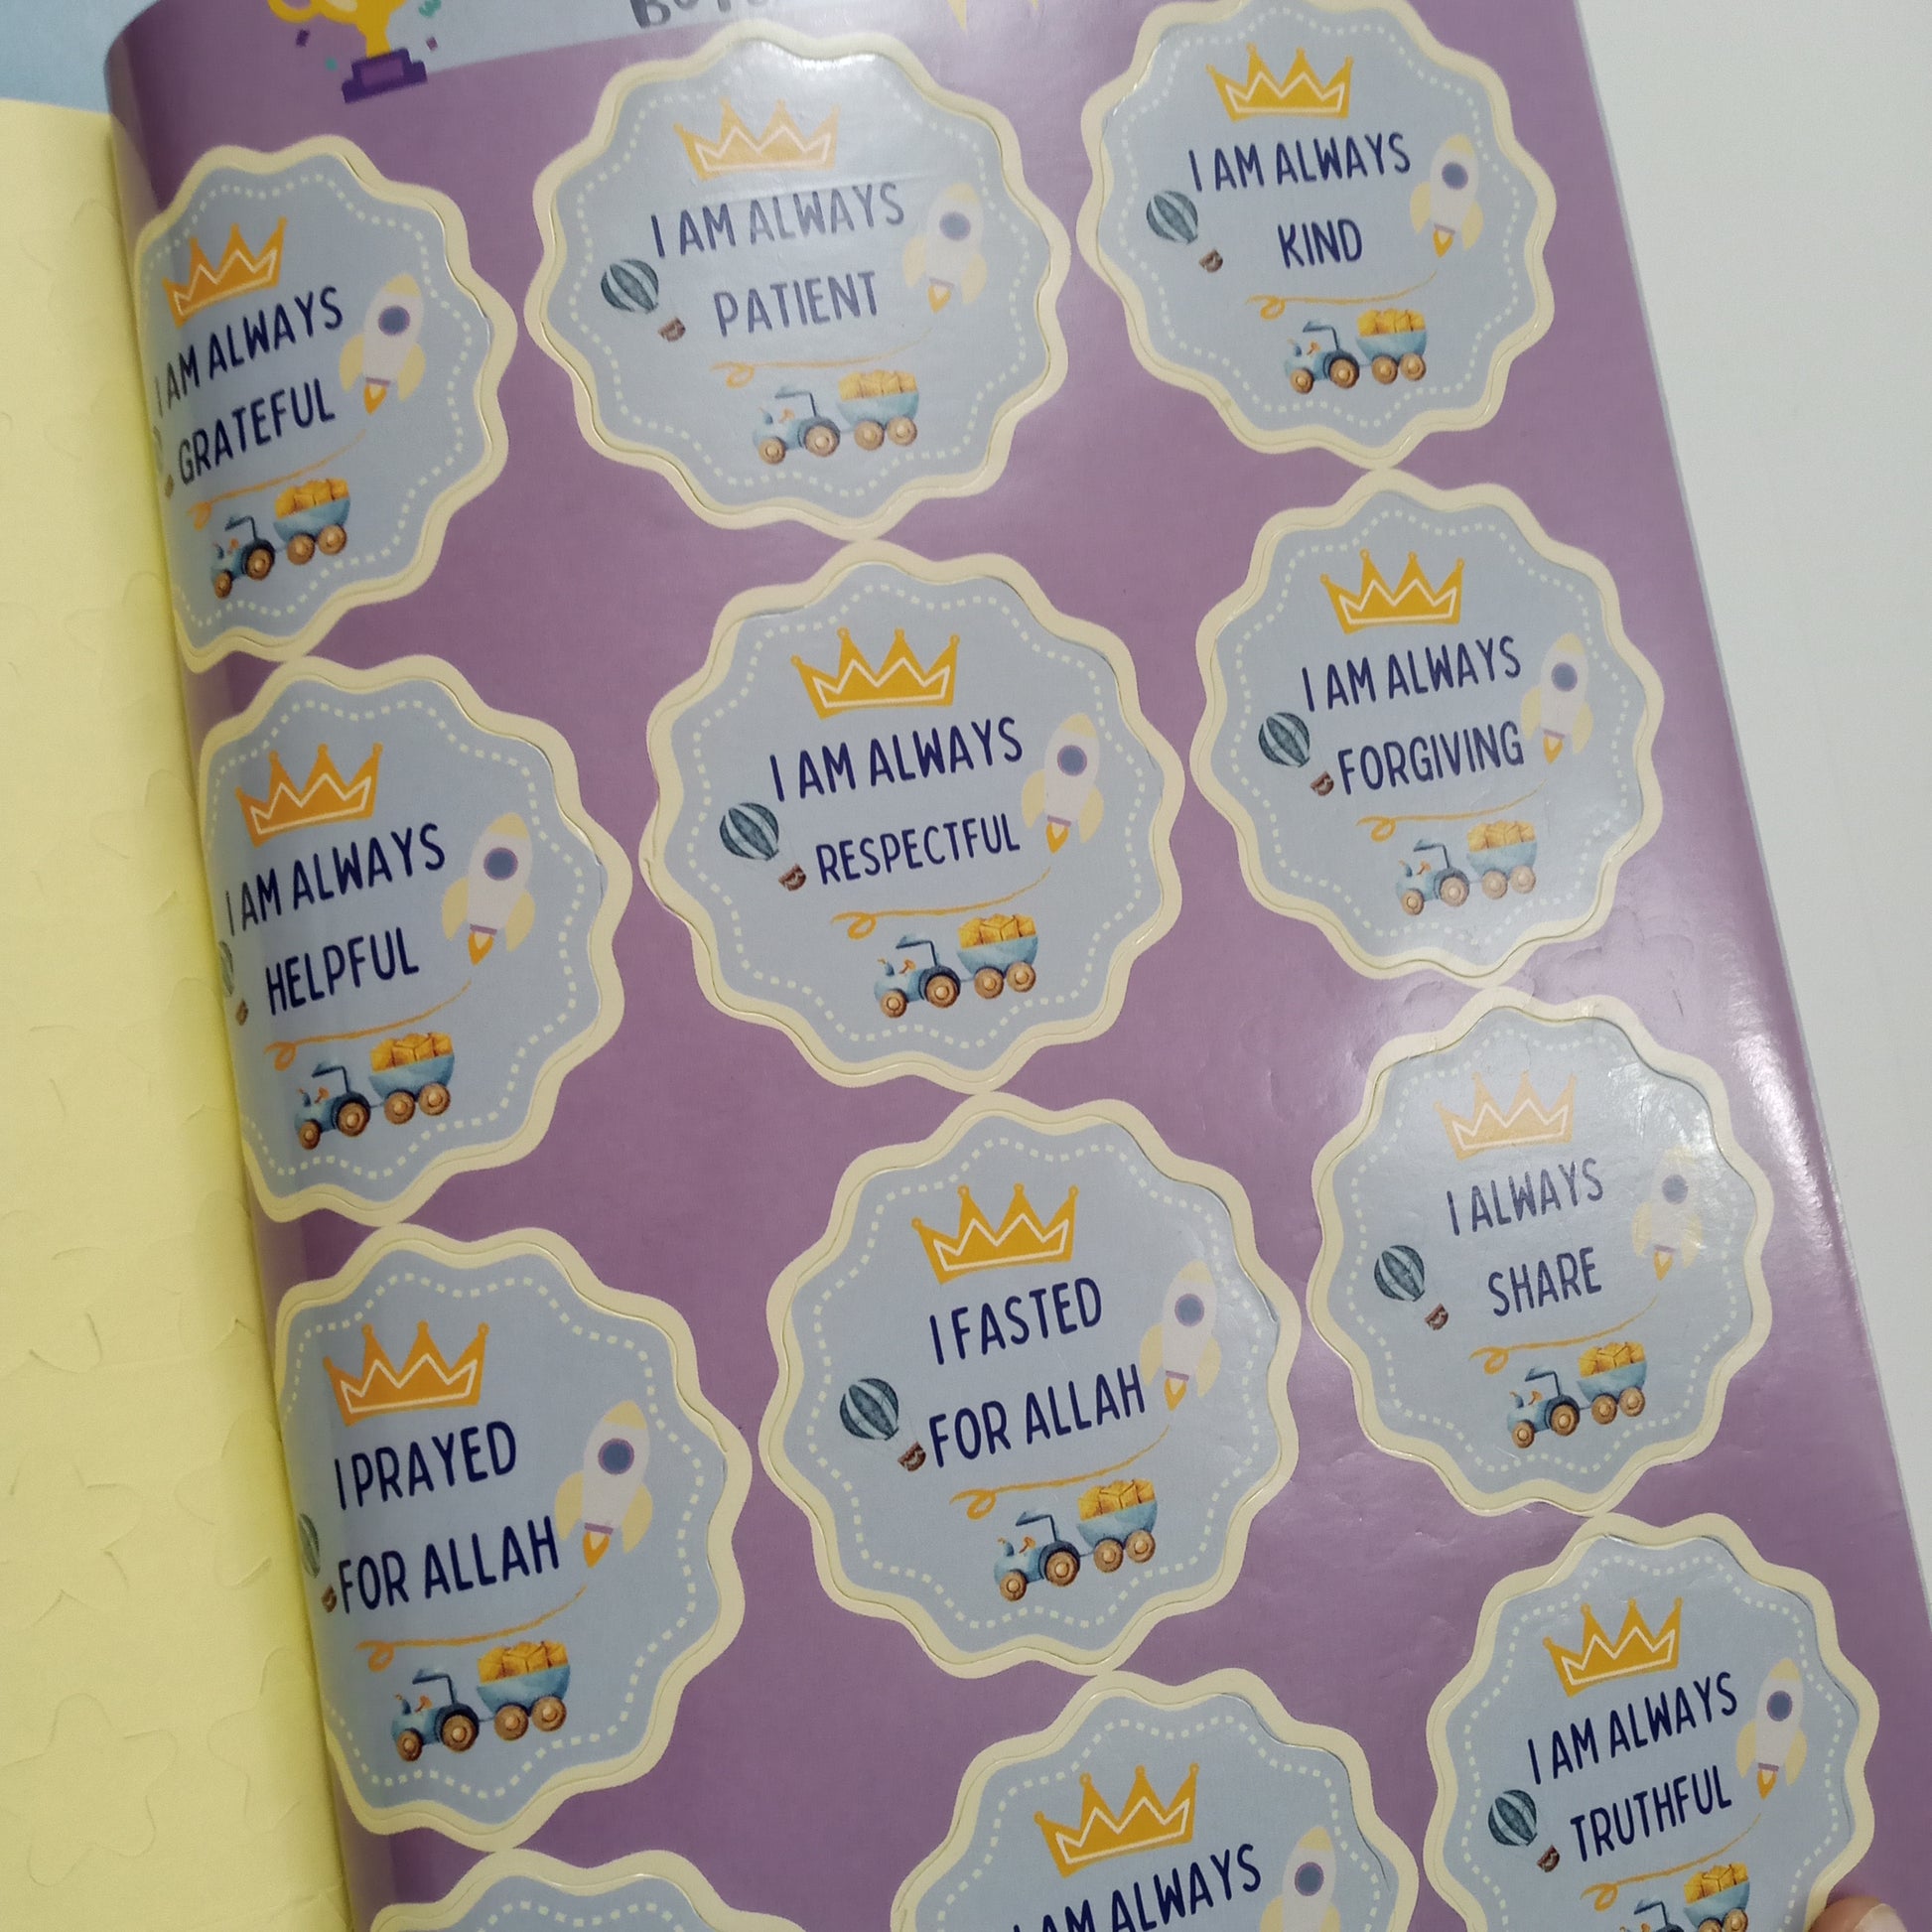 I AM ALWAYS
GRATEFUL
I AM ALWAYS
PATIENT
I AM ALWAYS
KIND
I AM ALWAYS
HELPFUL
I AM ALWAYS
RESPECTFUL
I AM ALWAYS
FORGIVING
I PRAYED
FOR ALLAH
I FASTED
FOR ALLAH
I ALWAYS
SHARE
I AM ALWAYS
I AM ALWAYS
TRUTHFUL